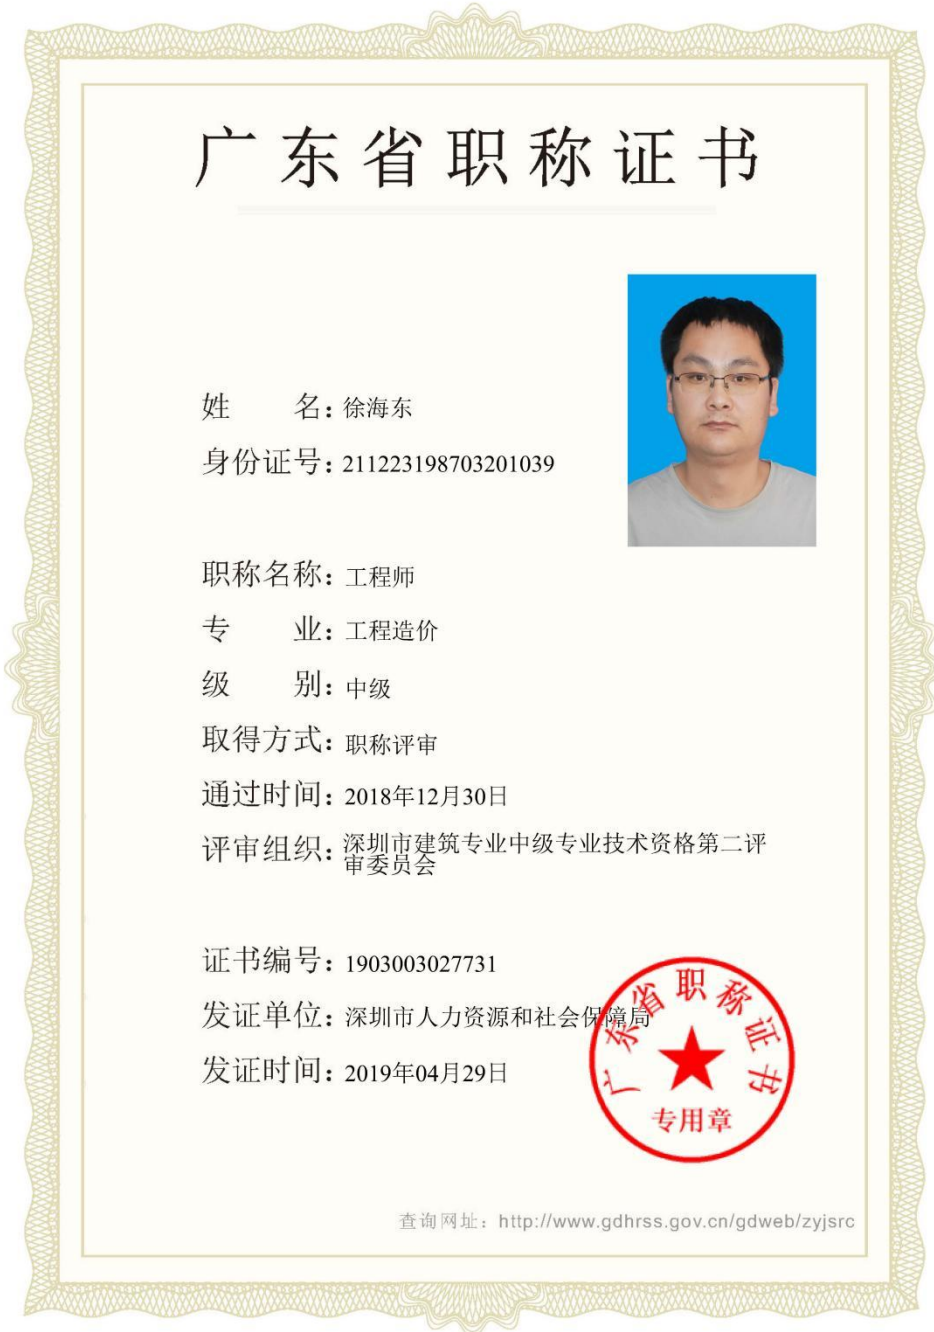 广东省职称证书
姓 名：徐海东
身份证号：211223198703201039
职称名称：工程师
专 业：工程造价
级 别：中级
取得方式：职称评审
通过时间：2018年12月30日
评审组织：深圳市建筑专业中级专业技术资格第二评
审委员会
证书编号：1903003027731
发证单位：深圳市人力资源和社会保障局
发证时间：2019年04月29日
广东省职称证书
专用章
查询网址：http://www.gdhrss.gov.cn/gdweb/zyjsrc